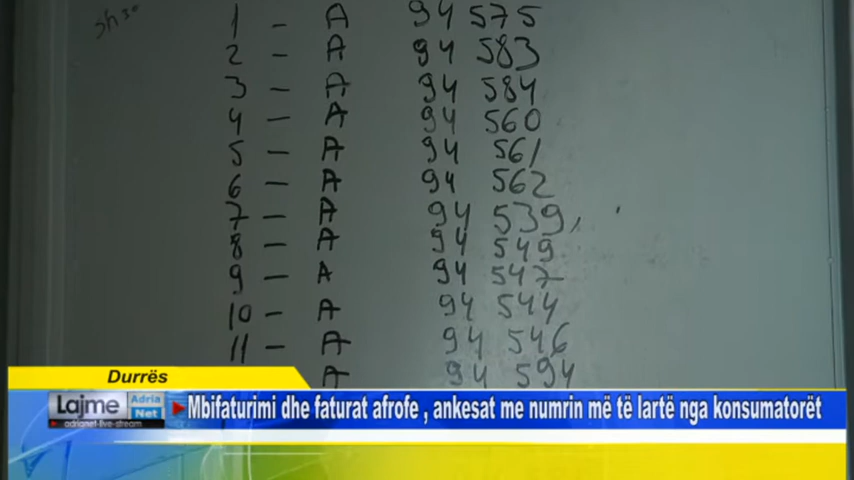 3h30
1 - A 94 575
2 - A 94 583
3 - A 94 584
4 - A 94 560
5 - A 94 561
6 - A 94 562
7 - A 94 539
8 - A 94 549
9 - A 94 547
10 - A 94 544
11 - A 94 546
A 94 594
Durrës
Lajme Adria Net
adrianet-live-stream
Mbifaturimi dhe faturat afrofe , ankesat me numrin më të lartë nga konsumatorët